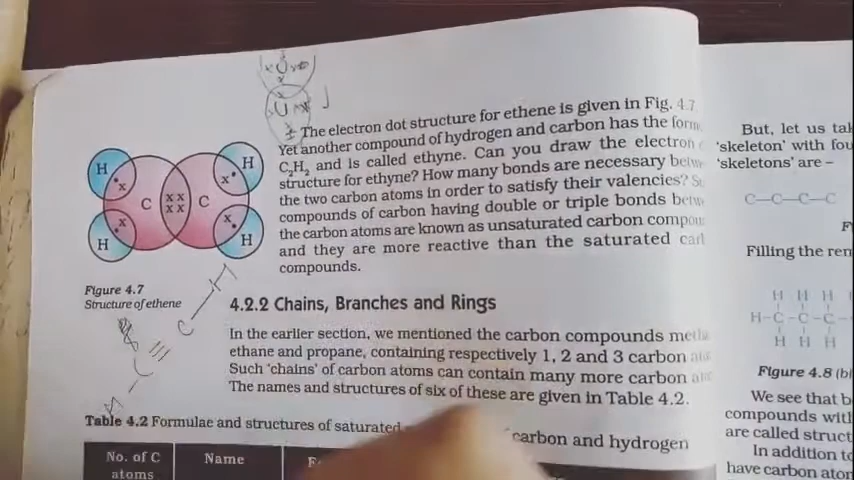 The electron dot structure for ethene is given in Fig. 4.7
Yet another compound of hydrogen and carbon has the
C₂H₂ and is called ethyne. Can you draw the electron
structure for ethyne? How many bonds are necessary
the two carbon atoms in order to satisfy their valencies?
compounds of carbon having double or triple bonds
the carbon atoms are known as unsaturated carbon
and they are more reactive than the saturated
compounds.
H
H
C
C
H
H
Figure 4.7
Structure of ethene
C≡C—H
4.2.2 Chains, Branches and Rings
In the earlier section, we mentioned the carbon compounds
ethane and propane, containing respectively 1, 2 and 3 carbon
Such ‘chains’ of carbon atoms can contain many more carbon
The names and structures of six of these are given in Table 4.2.
Table 4.2 Formulae and structures of saturated
carbon and hydrogen
No. of C
atoms
Name
But, let us
‘skeleton’ with
‘skeletons’ are –
C—C—C—C
Filling the
H H H
H–C–C–C–
H H H
Figure 4.8
We see that
compounds
are called
In addition
have carbon